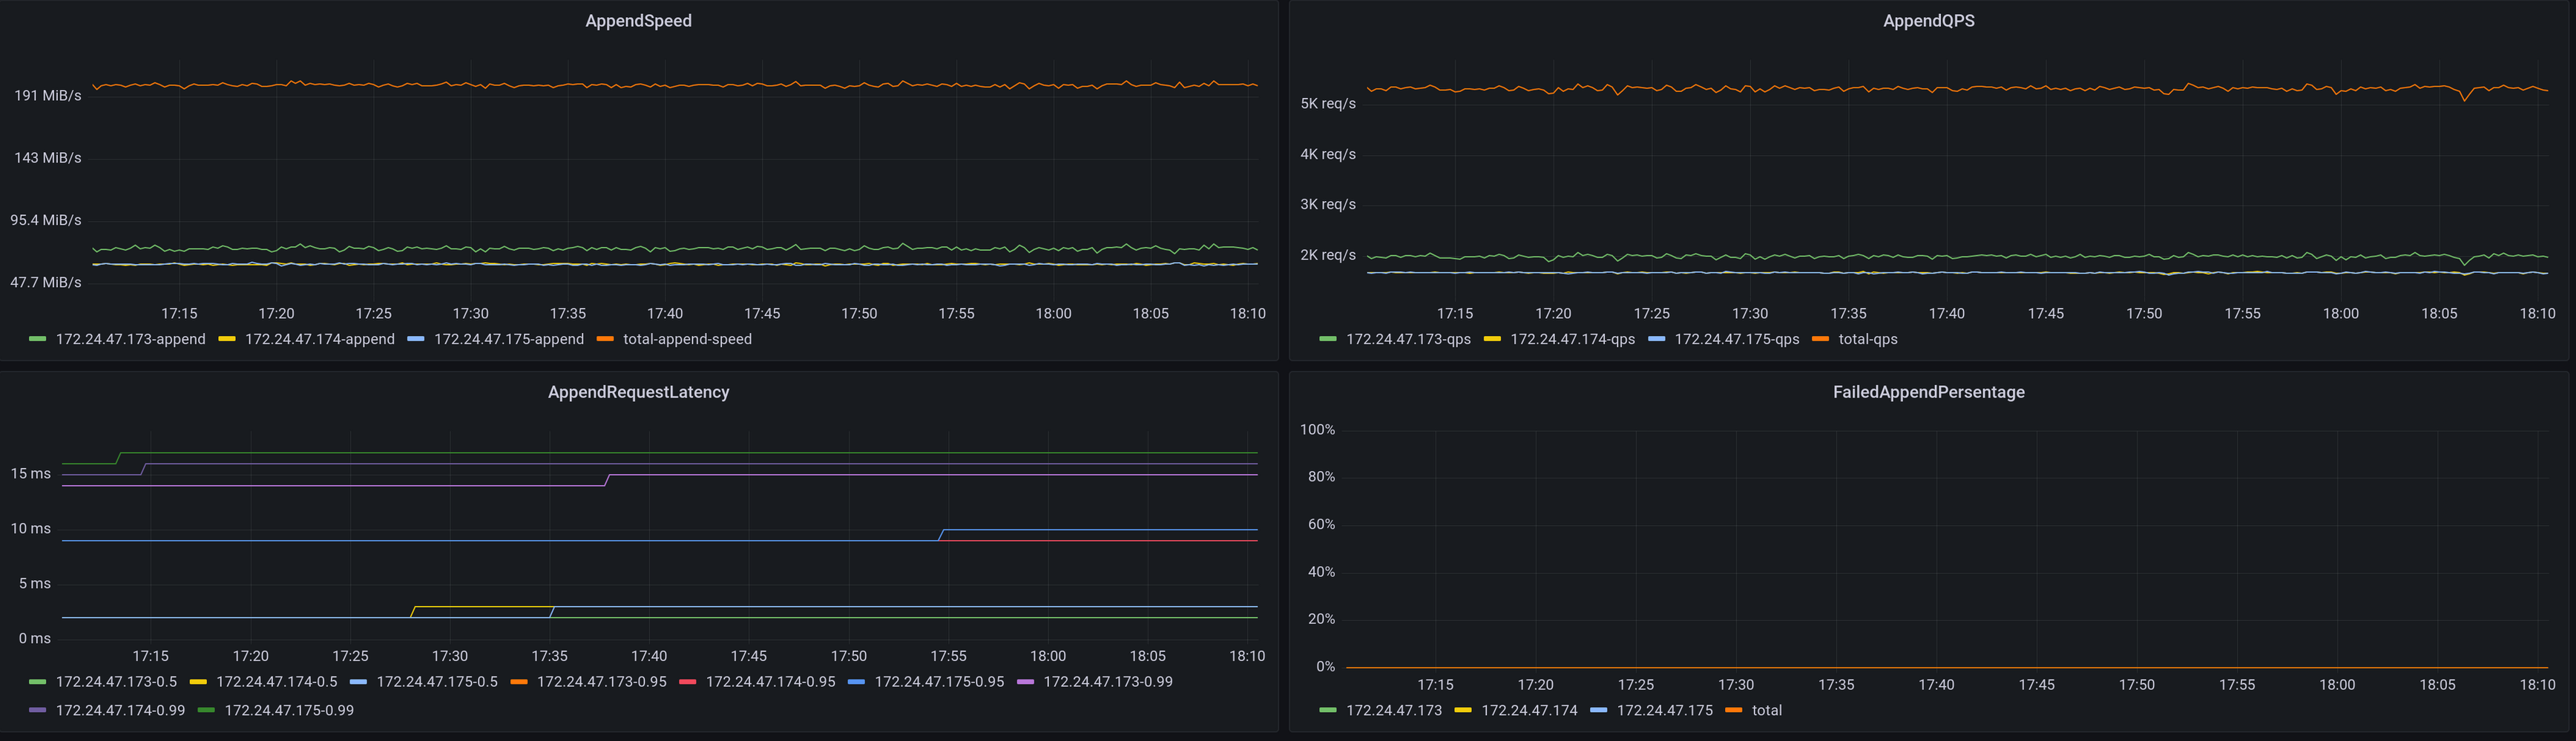 AppendSpeed
191 MiB/s
143 MiB/s
95.4 MiB/s
47.7 MiB/s
17:15 17:20 17:25 17:30 17:35 17:40 17:45 17:50 17:55 18:00 18:05 18:10
172.24.47.173-append 172.24.47.174-append 172.24.47.175-append total-append-speed
AppendQPS
5K req/s
4K req/s
3K req/s
2K req/s
17:15 17:20 17:25 17:30 17:35 17:40 17:45 17:50 17:55 18:00 18:05 18:10
172.24.47.173-qps 172.24.47.174-qps 172.24.47.175-qps total-qps
AppendRequestLatency
15 ms
10 ms
5 ms
0 ms
17:15 17:20 17:25 17:30 17:35 17:40 17:45 17:50 17:55 18:00 18:05 18:10
172.24.47.173-0.5 172.24.47.174-0.5 172.24.47.175-0.5 172.24.47.173-0.95 172.24.47.174-0.95 172.24.47.175-0.95 172.24.47.173-0.99
172.24.47.174-0.99 172.24.47.175-0.99
FailedAppendPercentage
100%
80%
60%
40%
20%
0%
17:15 17:20 17:25 17:30 17:35 17:40 17:45 17:50 17:55 18:00 18:05 18:10
172.24.47.173 172.24.47.174 172.24.47.175 total